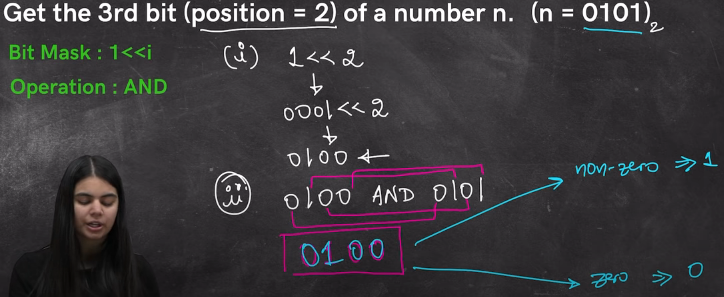 Get the 3rd bit (position = 2) of a number n. (n = 0101)₂
Bit Mask : 1<<i
Operation : AND
(i) 1<<2
0001<<2
0100
(ii) 0100 AND 0101
0100
non-zero ⇒ 1
zero ⇒ 0